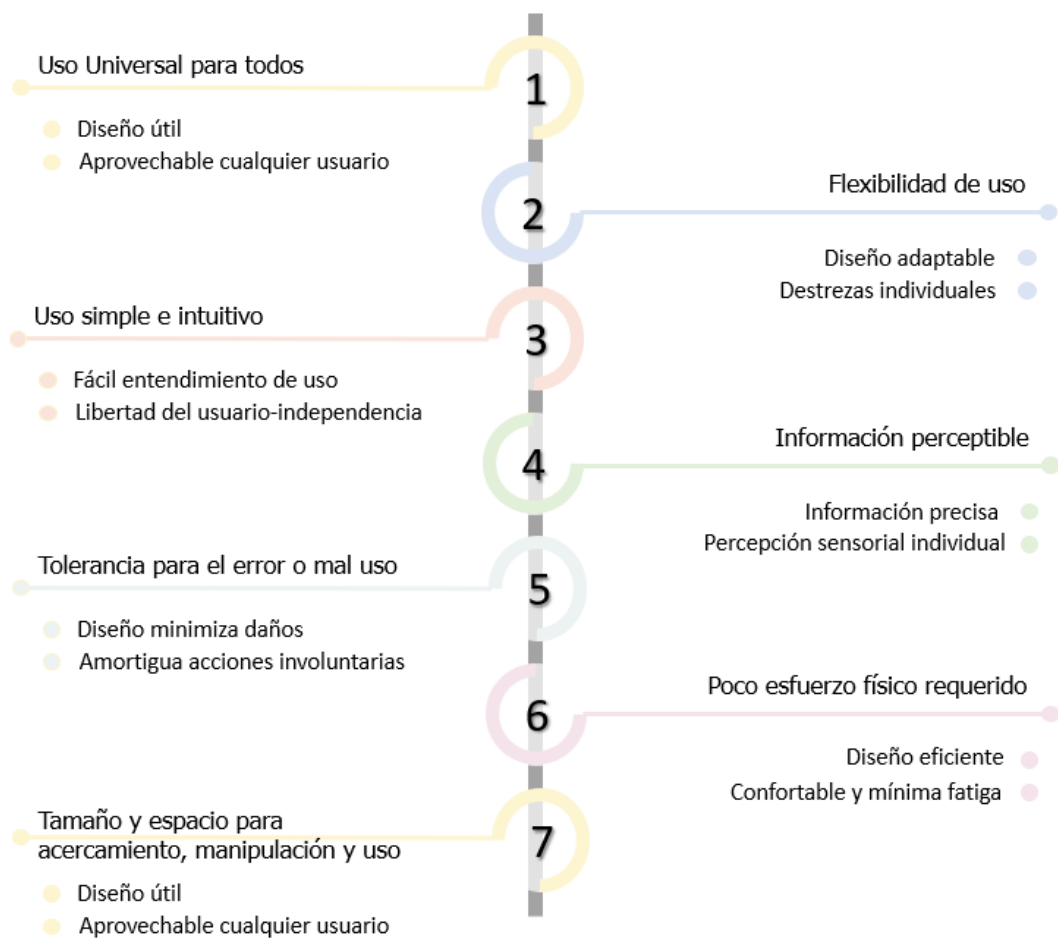 Uso Universal para todos
1
Diseño útil
Aprovechable cualquier usuario
Flexibilidad de uso
2
Diseño adaptable
Destrezas individuales
Uso simple e intuitivo
3
Fácil entendimiento de uso
Libertad del usuario-independencia
Información perceptible
4
Información precisa
Percepción sensorial individual
Tolerancia para el error o mal uso
5
Diseño minimiza daños
Amortigua acciones involuntarias
Poco esfuerzo físico requerido
6
Diseño eficiente
Confortable y mínima fatiga
Tamaño y espacio para
acercamiento, manipulación y uso
7
Diseño útil
Aprovechable cualquier usuario